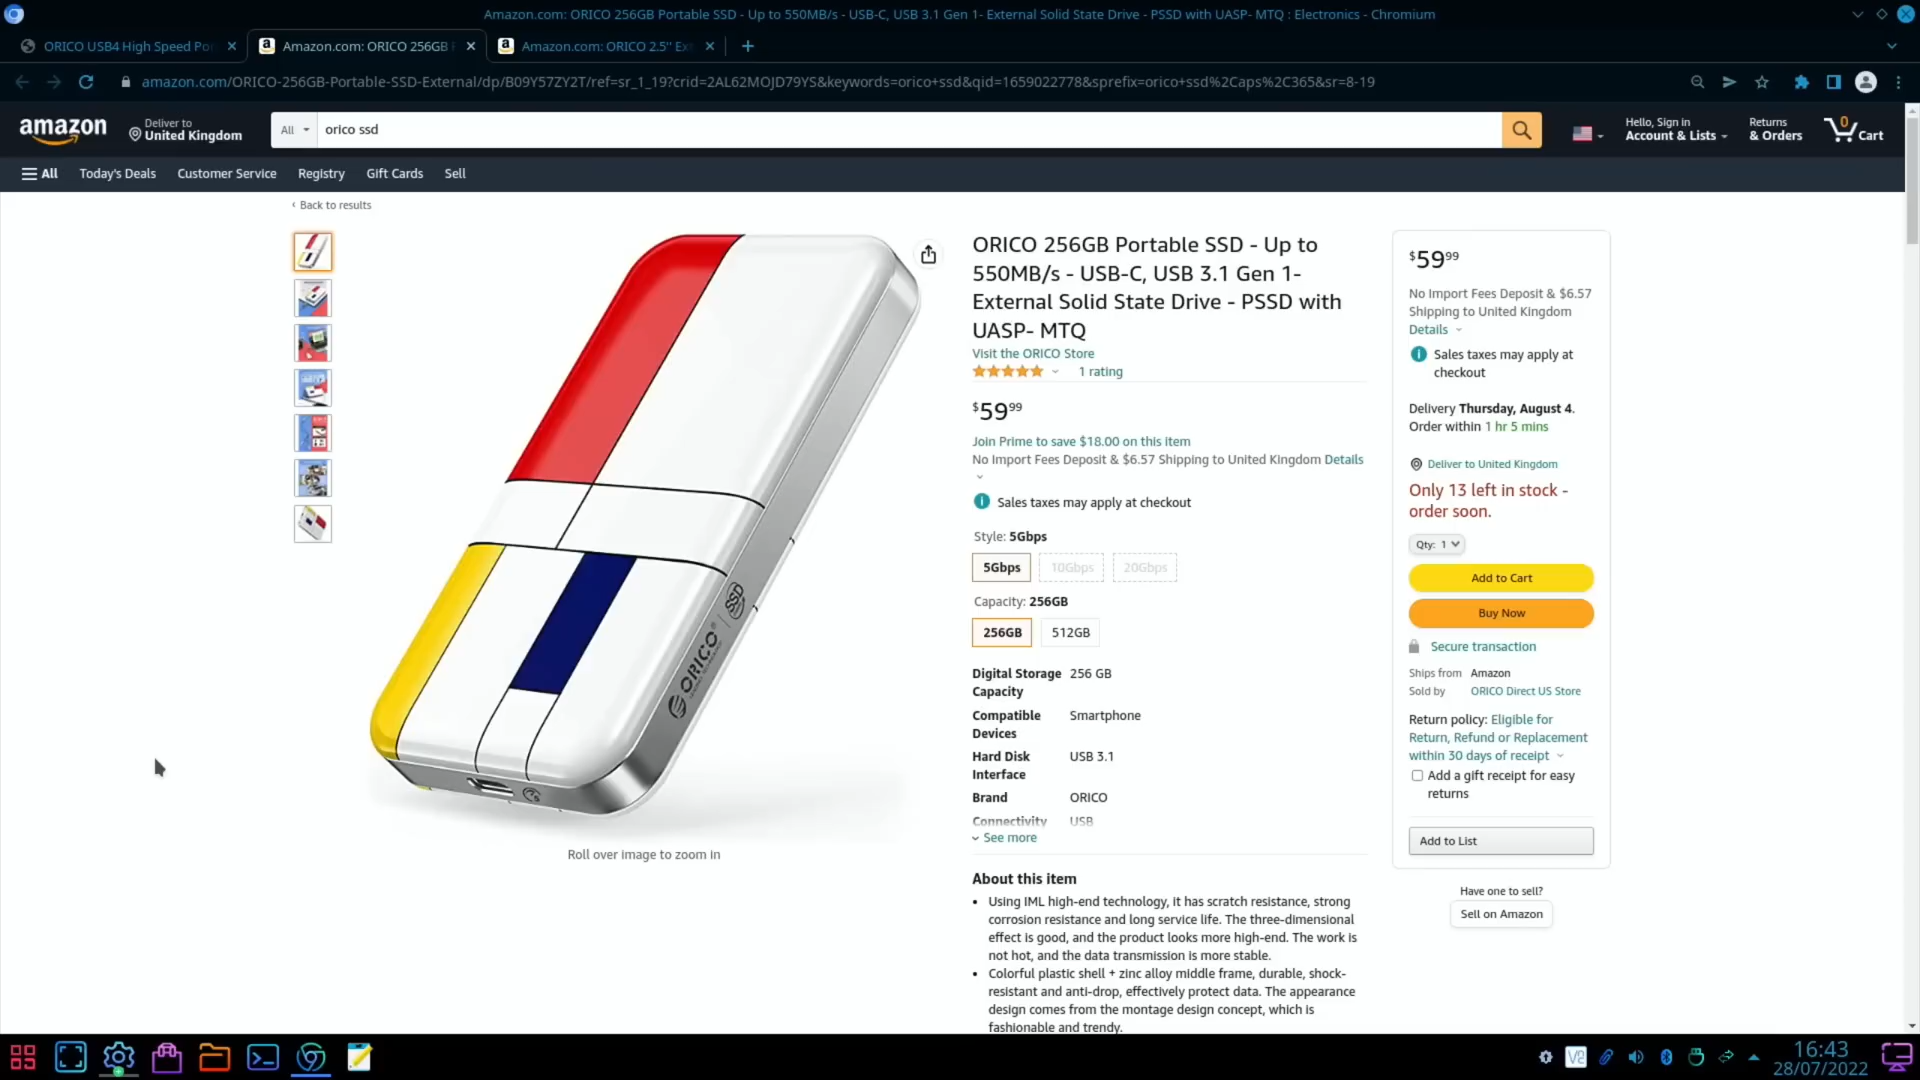 Amazon.com: ORICO 256GB Portable SSD - Up to 550MB/s - USB-C, USB 3.1 Gen 1- External Solid State Drive - PSSD with UASP- MTQ : Electronics - Chromium
ORICO USB4 High Speed Po
Amazon.com: ORICO 256GB
Amazon.com: ORICO 2.5" Ex
amazon.com/ORICO-256GB-Portable-SSD-External/dp/B09Y57ZY2T/ref=sr_1_19?crid=2AL62MOJD79YS&keywords=orico+ssd&qid=1659022778&sprefix=orico+ssd%2Caps%2C365&sr=8-19
amazon
Deliver to
United Kingdom
All
orico ssd
Hello, Sign in
Account & Lists
Returns
& Orders
0
Cart
All
Today's Deals
Customer Service
Registry
Gift Cards
Sell
‹ Back to results
ORICO 256GB Portable SSD - Up to
550MB/s - USB-C, USB 3.1 Gen 1-
External Solid State Drive - PSSD with
UASP- MTQ
Visit the ORICO Store
1 rating
$59 99
Join Prime to save $18.00 on this item
No Import Fees Deposit & $6.57 Shipping to United Kingdom Details
Sales taxes may apply at checkout
Style: 5Gbps
5Gbps
10Gbps
20Gbps
Capacity: 256GB
256GB
512GB
Digital Storage Capacity
256 GB
Compatible Devices
Smartphone
Hard Disk Interface
USB 3.1
Brand
ORICO
Connectivity
USB
See more
About this item
• Using IML high-end technology, it has scratch resistance, strong
corrosion resistance and long service life. The three-dimensional
effect is good, and the product looks more high-end. The work is
not hot, and the data transmission is more stable.
• Colorful plastic shell + zinc alloy middle frame, durable, shock-
resistant and anti-drop, effectively protect data. The appearance
design comes from the montage design concept, which is
fashionable and trendy.
ORICO
SSD
Roll over image to zoom in
$59 99
No Import Fees Deposit & $6.57
Shipping to United Kingdom
Details
Sales taxes may apply at
checkout
Delivery Thursday, August 4.
Order within 1 hr 5 mins
Deliver to United Kingdom
Only 13 left in stock -
order soon.
Qty: 1
Add to Cart
Buy Now
Secure transaction
Ships from
Amazon
Sold by
ORICO Direct US Store
Return policy: Eligible for
Return, Refund or Replacement
within 30 days of receipt
Add a gift receipt for easy
returns
Add to List
Have one to sell?
Sell on Amazon
16:43
28/07/2022